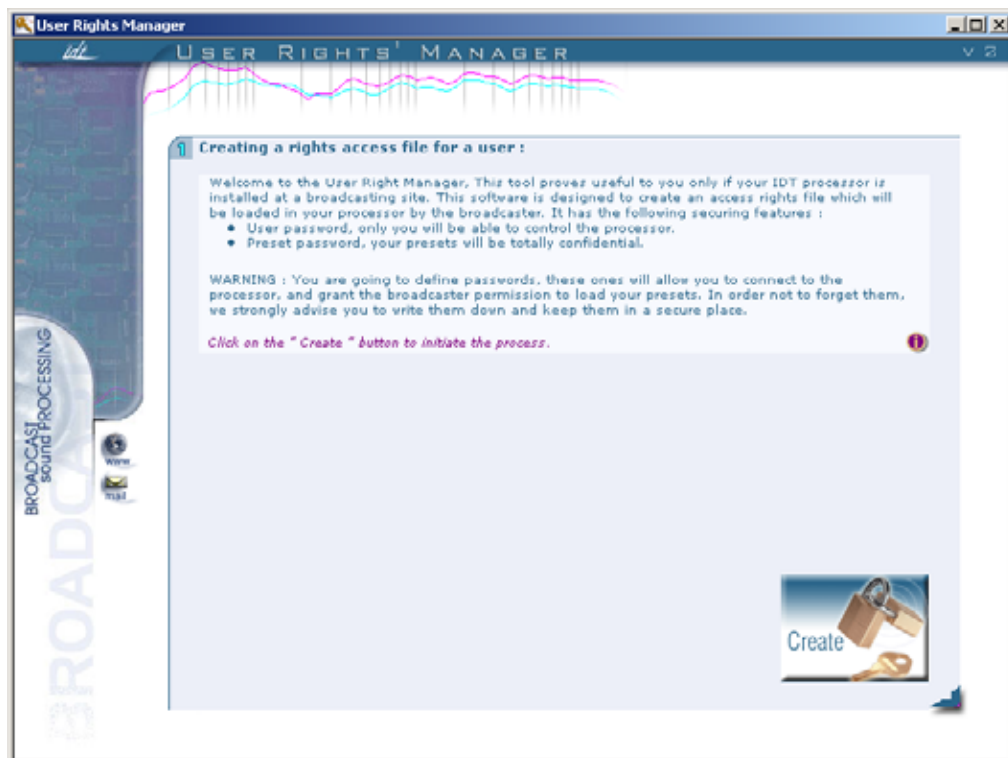 User Rights Manager
idt
USER RIGHTS' MANAGER
V 2
1 Creating a rights access file for a user :
Welcome to the User Right Manager, This tool proves useful to you only if your IDT processor is
installed at a broadcasting site. This software is designed to create an access rights file which will
be loaded in your processor by the broadcaster. It has the following securing features :
• User password, only you will be able to control the processor.
• Preset password, your presets will be totally confidential.
WARNING : You are going to define passwords, these ones will allow you to connect to the
processor, and grant the broadcaster permission to load your presets. In order not to forget them,
we strongly advise you to write them down and keep them in a secure place.
Click on the " Create " button to initiate the process.
i
BROADCAST
sound PROCESSING
www
mail
BROADCAST
Create